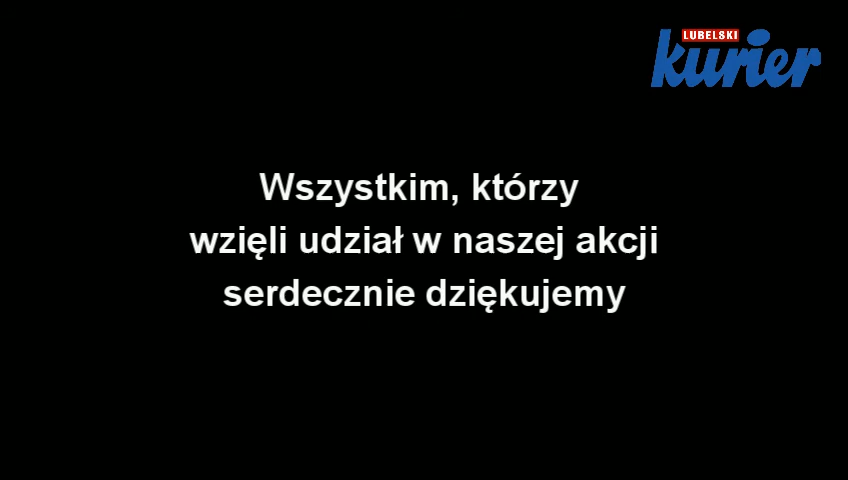 LUBELSKI
kurier
Wszystkim, którzy
wzięli udział w naszej akcji
serdecznie dziękujemy